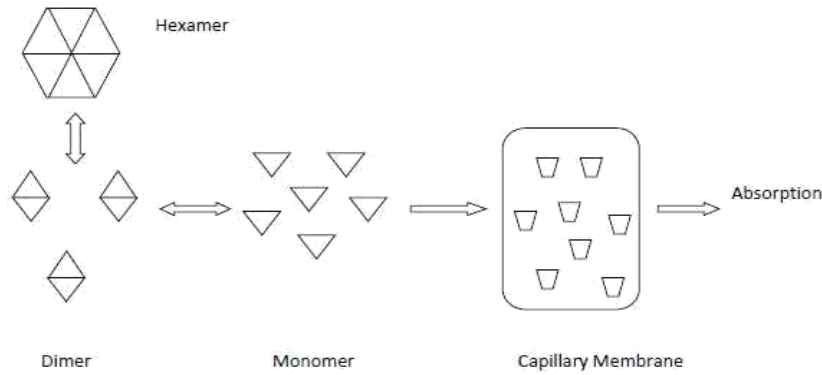 Hexamer
Absorption
Dimer
Monomer
Capillary Membrane